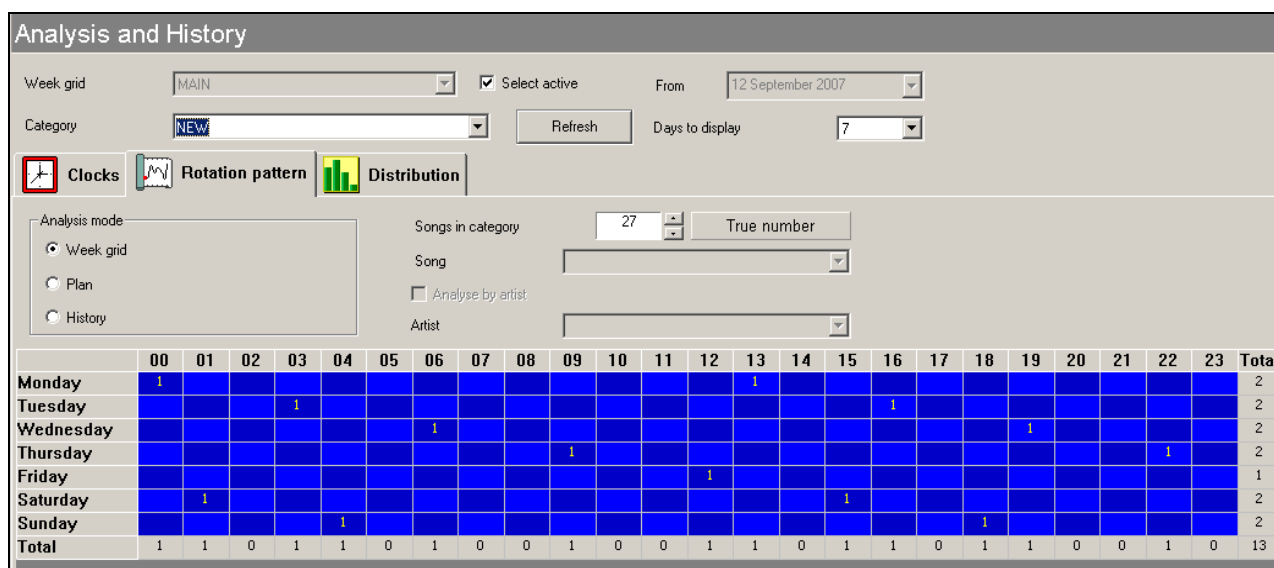 Analysis and History
Week grid MAIN Select active From 12 September 2007
Category NEW Refresh Days to display 7
Clocks Rotation pattern Distribution
Analysis mode Songs in category 27 True number
Week grid
Song
Plan
Analyse by artist
History
Artist
00 01 02 03 04 05 06 07 08 09 10 11 12 13 14 15 16 17 18 19 20 21 22 23 Tota
Monday 1 1 2
Tuesday 1 1 2
Wednesday 1 1 2
Thursday 1 1 2
Friday 1 1
Saturday 1 1 2
Sunday 1 1 2
Total 1 1 0 1 1 0 1 0 0 1 0 0 1 1 0 1 1 0 1 1 0 0 1 0 13